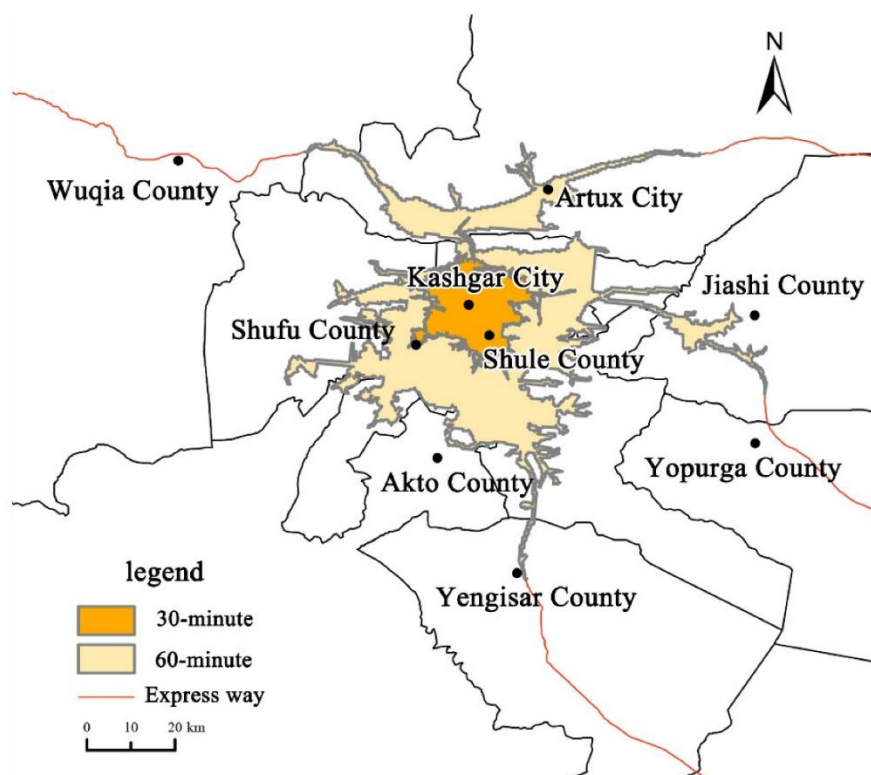 N
Wuqia County
Artux City
Kashgar City
Jiashi County
Shufu County
Shule County
Akto County
Yopurga County
Yengisar County
legend
30-minute
60-minute
Express way
0 10 20 km